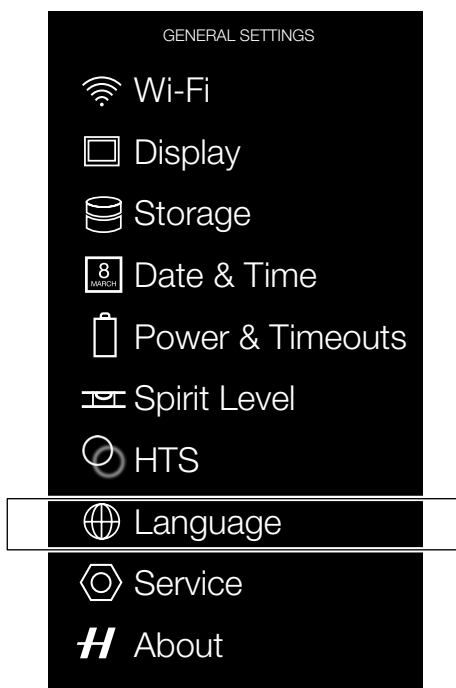 GENERAL SETTINGS
Wi-Fi
Display
Storage
8
MARCH
Date & Time
Power & Timeouts
Spirit Level
HTS
Language
Service
H About